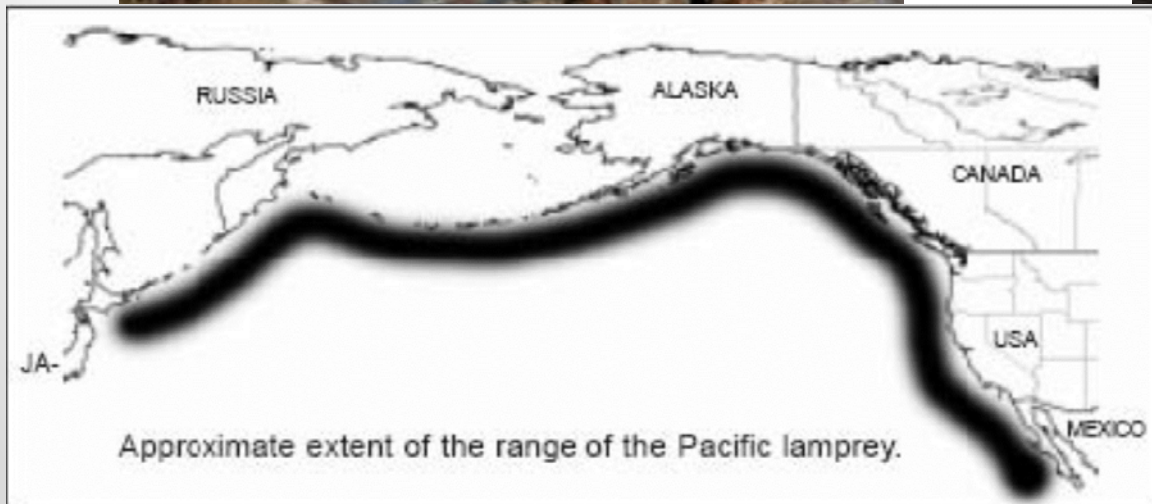 RUSSIA
ALASKA
CANADA
USA
JA-
MEXICO
Approximate extent of the range of the Pacific lamprey.